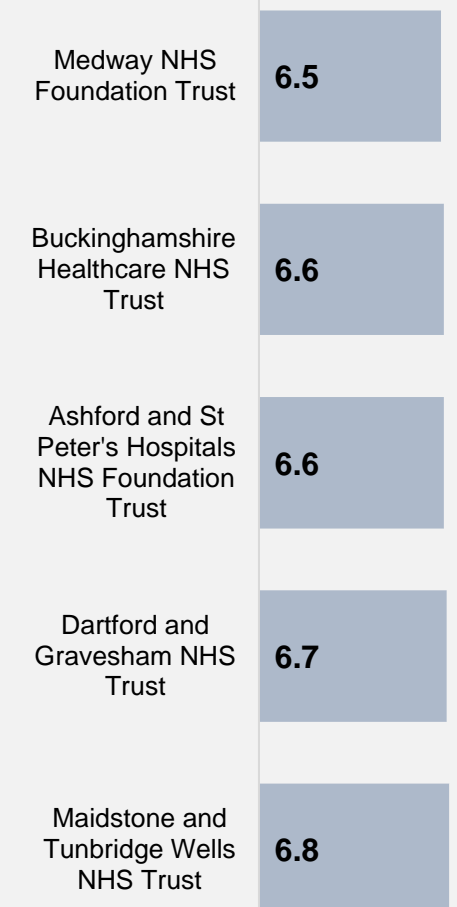 Medway NHS
Foundation Trust
6.5
Buckinghamshire
Healthcare NHS
Trust
6.6
Ashford and St
Peter's Hospitals
NHS Foundation
Trust
6.6
Dartford and
Gravesham NHS
Trust
6.7
Maidstone and
Tunbridge Wells
NHS Trust
6.8